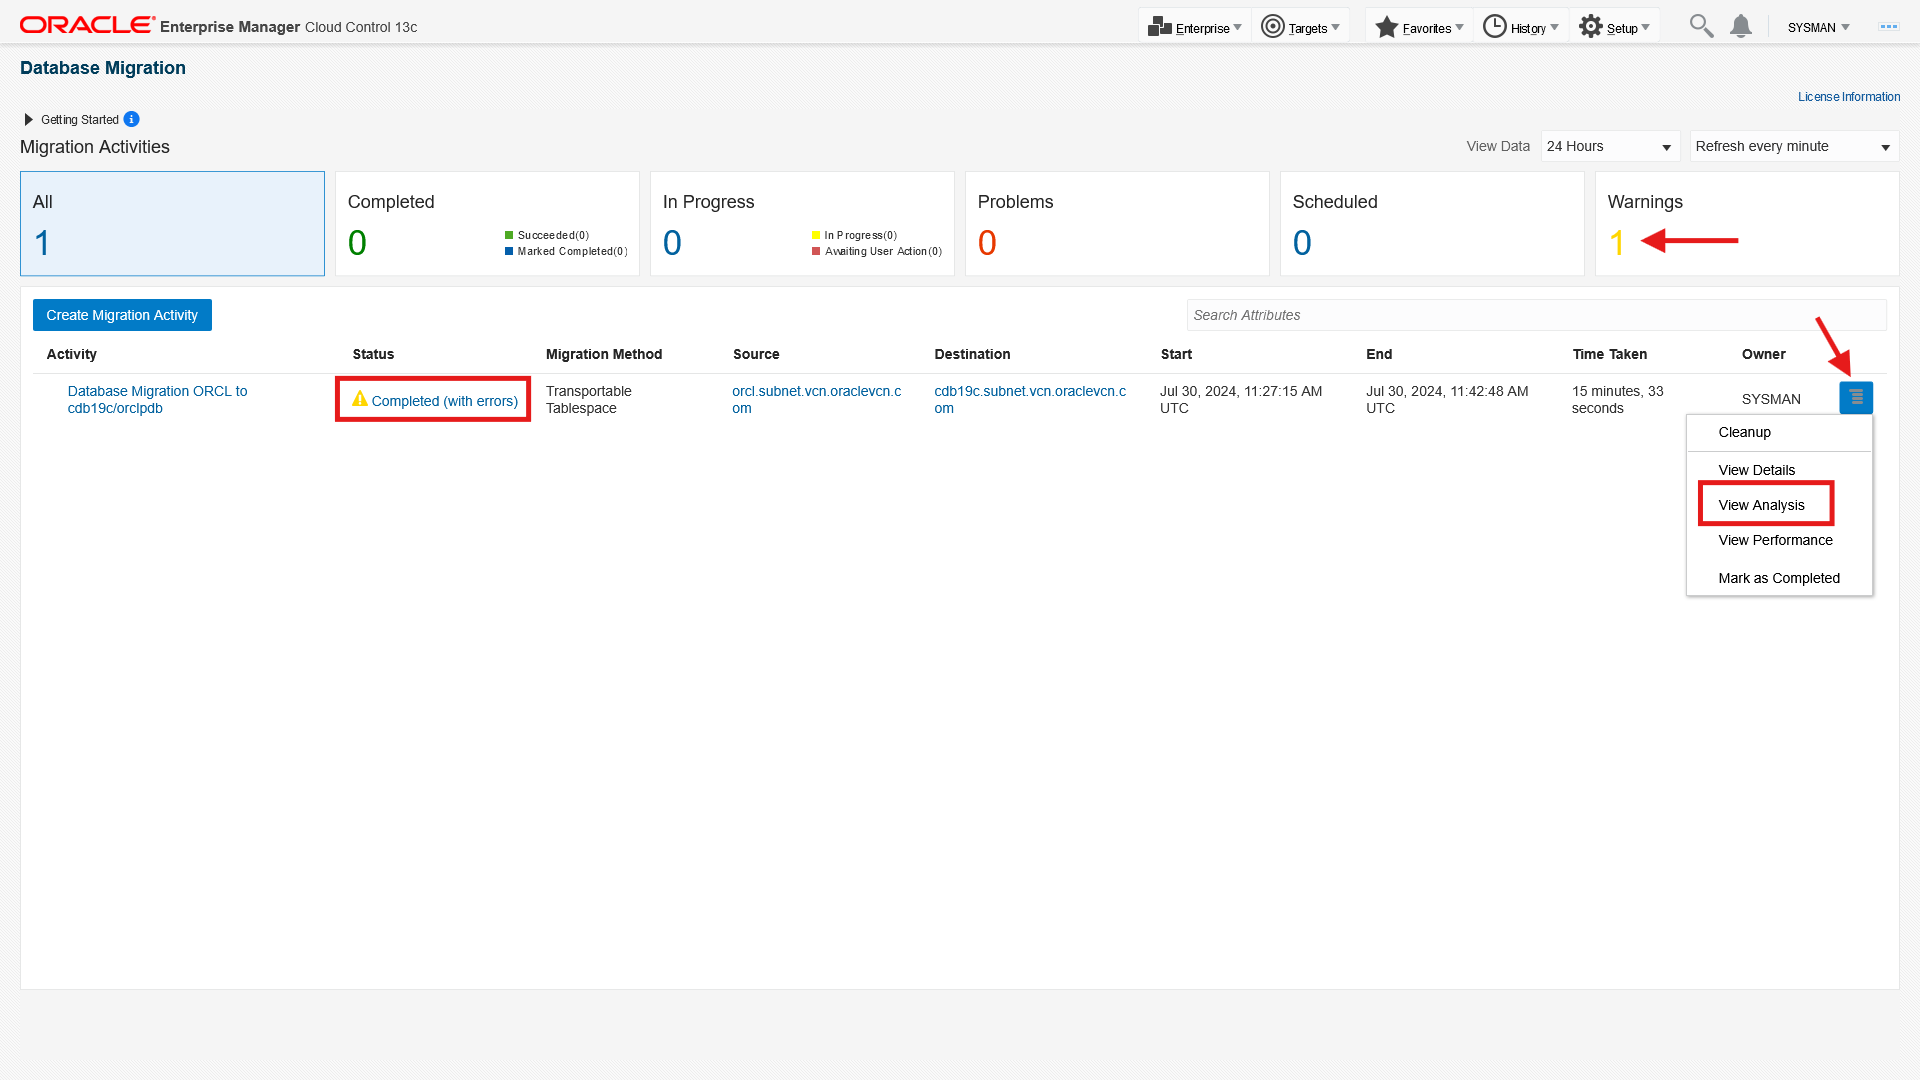 ORACLE Enterprise Manager Cloud Control 13c
Enterprise
Targets
Favorites
History
Setup
SYSMAN
Database Migration
License Information
Getting Started
Migration Activities
View Data
24 Hours
Refresh every minute
All
1
Completed
0
Succeeded(0)
Marked Completed(0)
In Progress
0
In Progress(0)
Awaiting User Action(0)
Problems
0
Scheduled
0
Warnings
1
Create Migration Activity
Search Attributes
Activity
Status
Migration Method
Source
Destination
Start
End
Time Taken
Owner
Database Migration ORCL to
cdb19c/orclpdb
Completed (with errors)
Transportable
Tablespace
orcl.subnet.vcn.oraclevcn.c
om
cdb19c.subnet.vcn.oraclevcn.c
om
Jul 30, 2024, 11:27:15 AM
UTC
Jul 30, 2024, 11:42:48 AM
UTC
15 minutes, 33
seconds
SYSMAN
Cleanup
View Details
View Analysis
View Performance
Mark as Completed